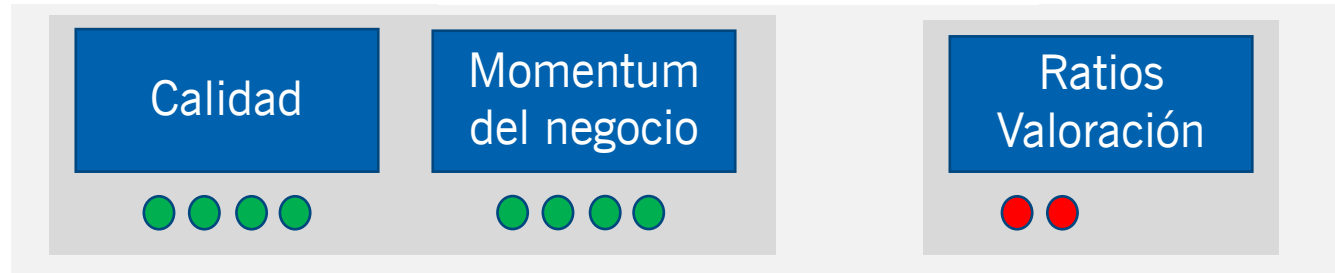 Calidad
Momentum
del negocio
Ratios
Valoración